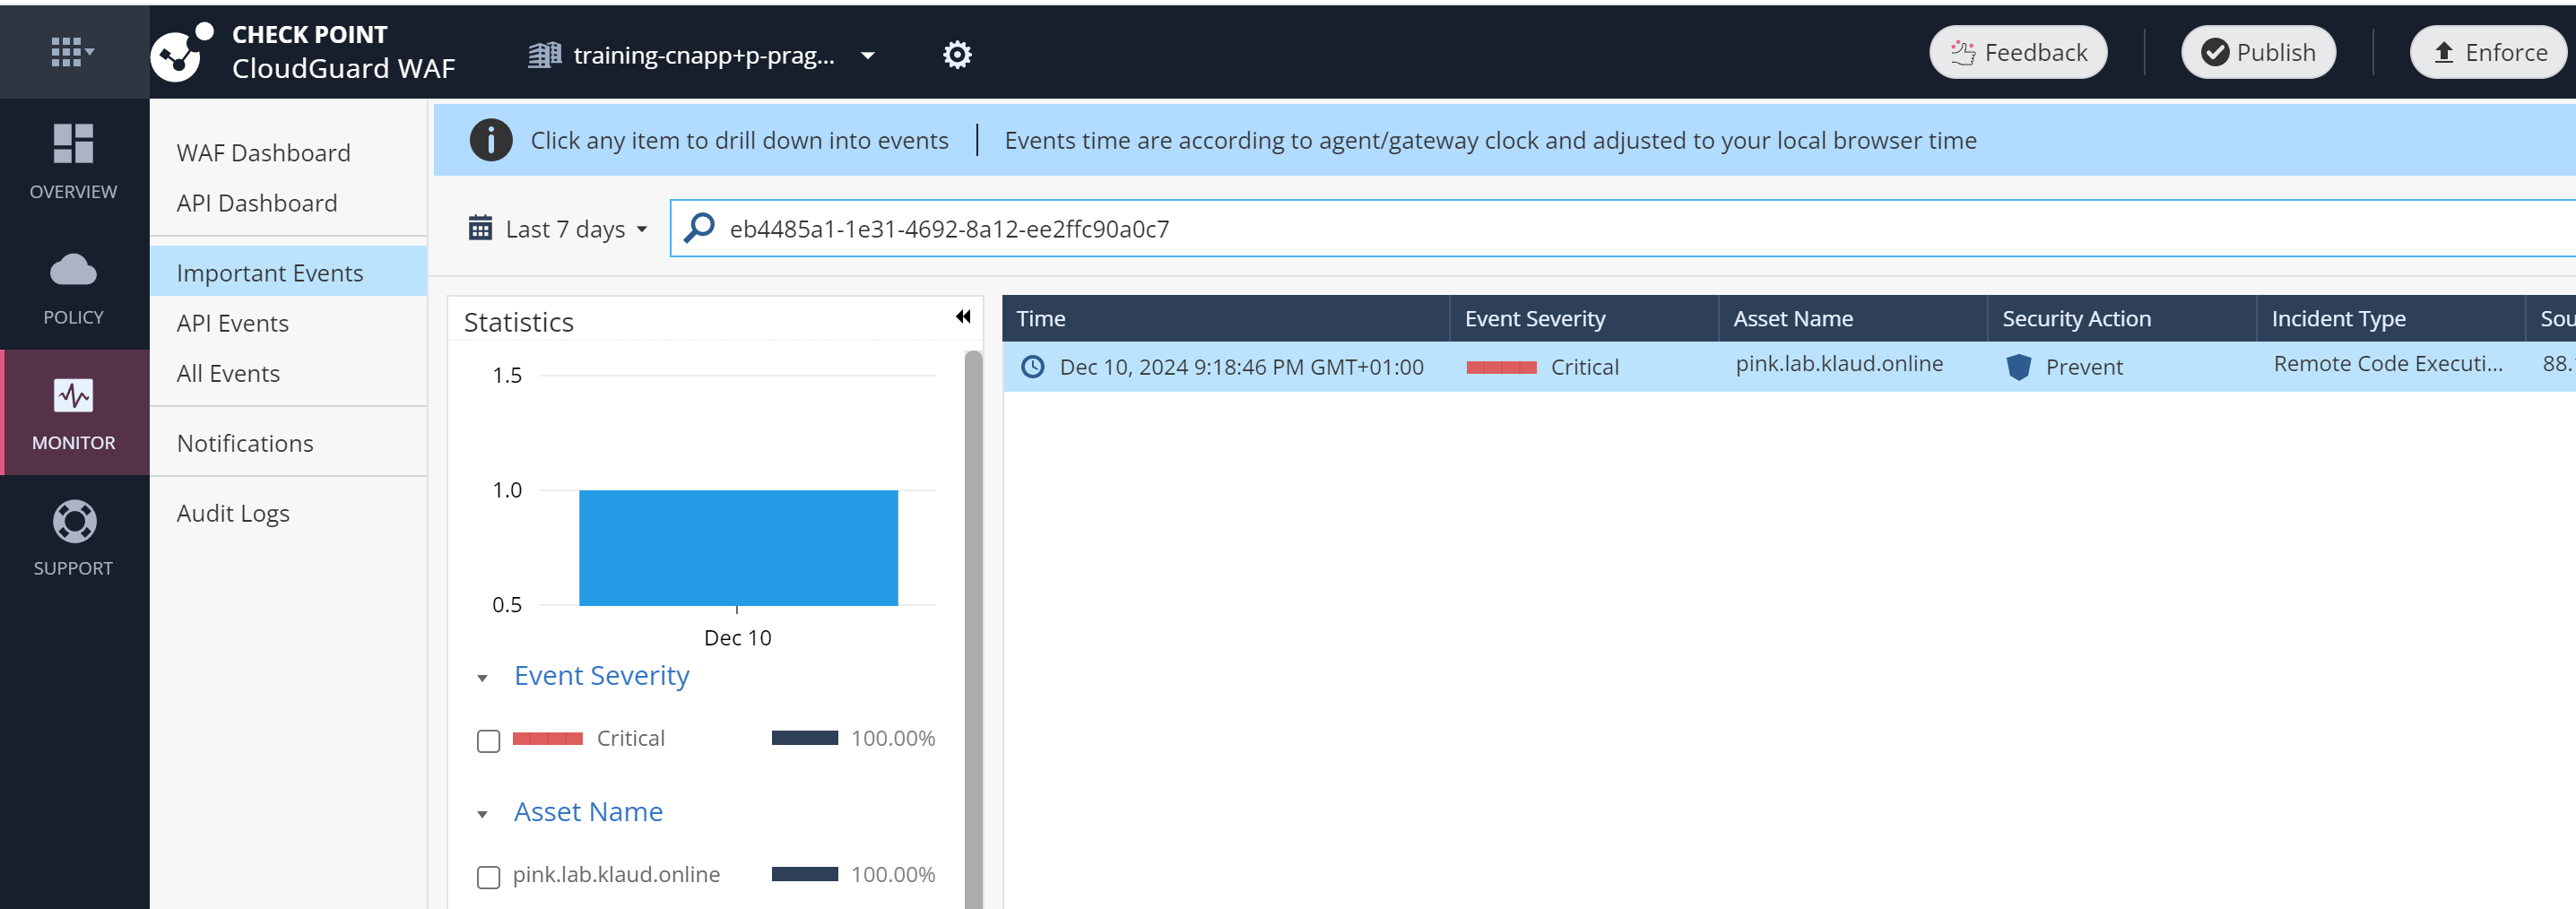 CHECK POINT
CloudGuard WAF
training-cnapp+p-prag...
Feedback
Publish
Enforce
OVERVIEW
POLICY
MONITOR
SUPPORT
WAF Dashboard
API Dashboard
Important Events
API Events
All Events
Notifications
Audit Logs
Click any item to drill down into events
Events time are according to agent/gateway clock and adjusted to your local browser time
Last 7 days
eb4485a1-1e31-4692-8a12-ee2ffc90a0c7
Statistics
1.5
1.0
0.5
Dec 10
Event Severity
Critical 100.00%
Asset Name
pink.lab.klaud.online 100.00%
Time Event Severity Asset Name Security Action Incident Type Sou
Dec 10, 2024 9:18:46 PM GMT+01:00 Critical pink.lab.klaud.online Prevent Remote Code Executi... 88.